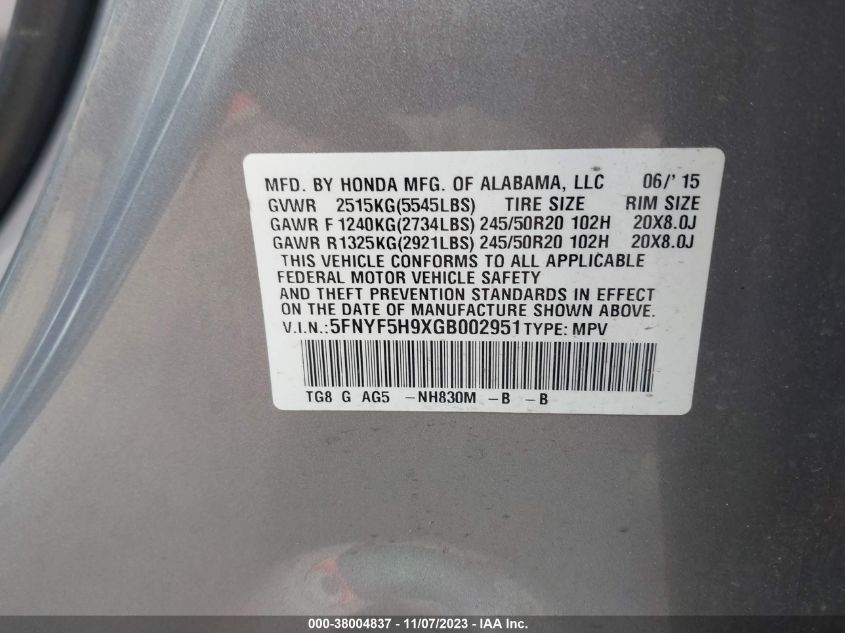 MFD. BY HONDA MFG. OF ALABAMA, LLC 06/' 15
GVWR 2515KG(5545LBS) TIRE SIZE RIM SIZE
GAWR F 1240KG(2734LBS) 245/50R20 102H 20X8.0J
GAWR R1325KG(2921LBS) 245/50R20 102H 20X8.0J
THIS VEHICLE CONFORMS TO ALL APPLICABLE
FEDERAL MOTOR VEHICLE SAFETY
AND THEFT PREVENTION STANDARDS IN EFFECT
ON THE DATE OF MANUFACTURE SHOWN ABOVE.
V.I.N.:5FNYF5H9XGB002951 TYPE: MPV
TG8 G AG5 -NH830M -B -B
000-38004837 - 11/07/2023 - IAA Inc.